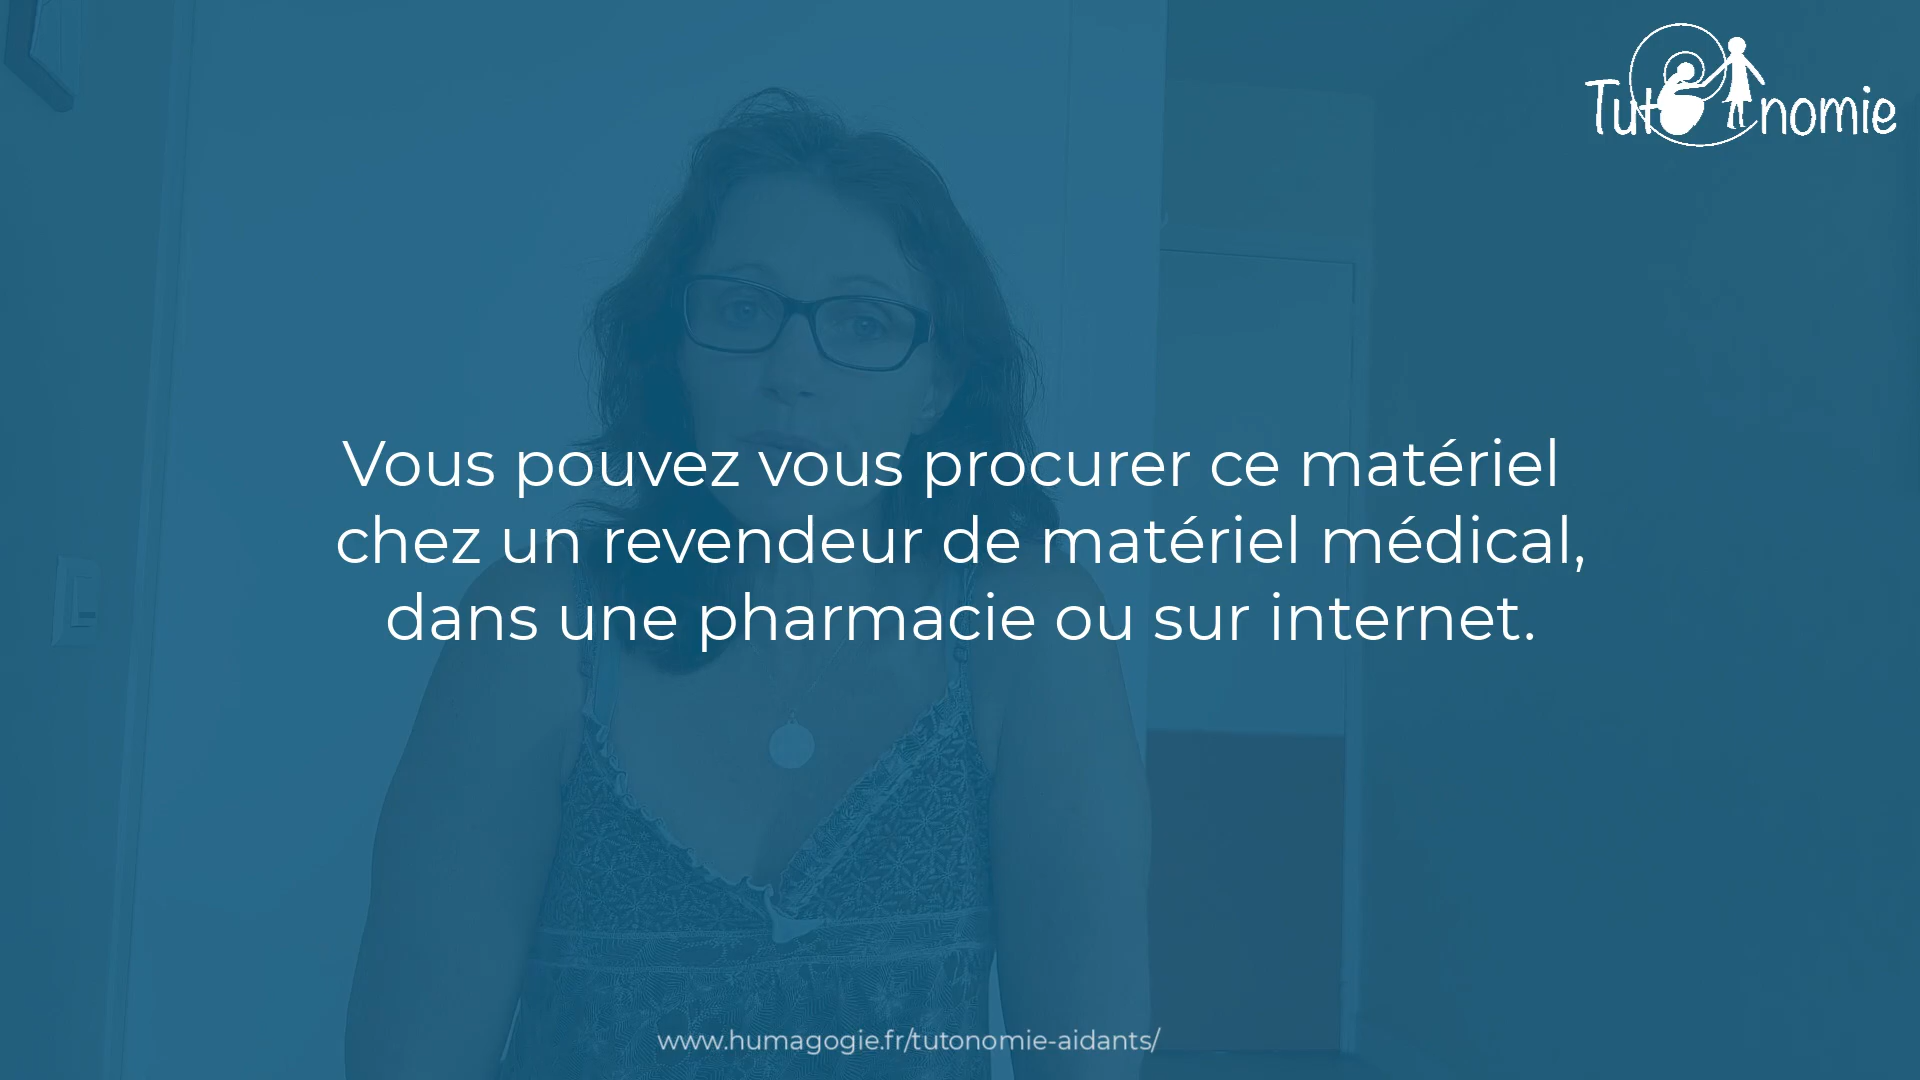 Tutonomie
Vous pouvez vous procurer ce matériel
chez un revendeur de matériel médical,
dans une pharmacie ou sur internet.
www.humagogie.fr/tutonomie-aidants/